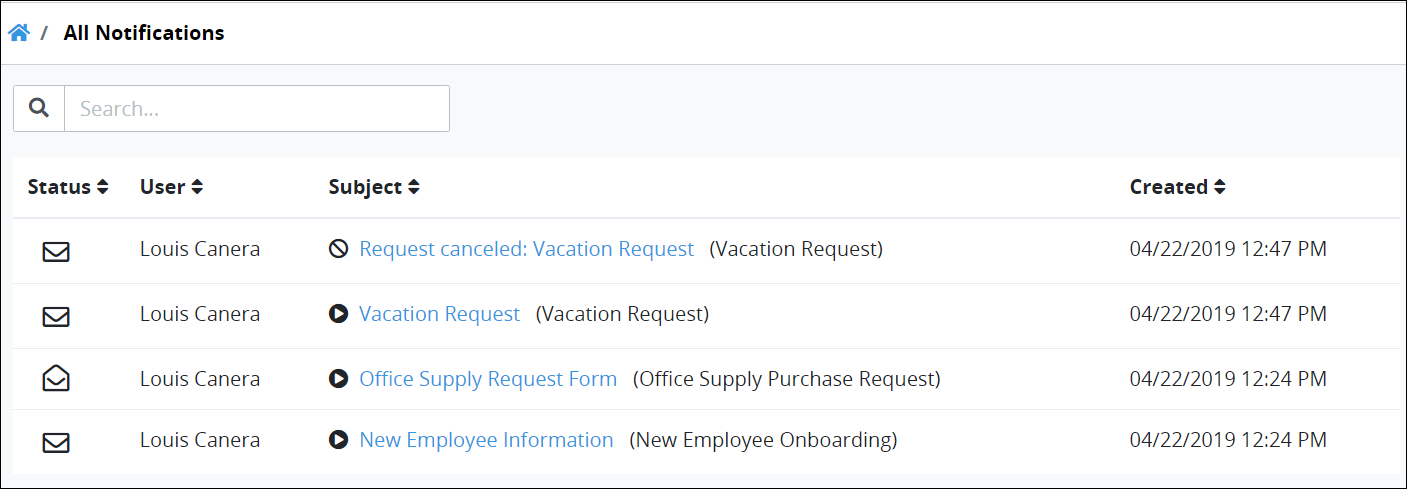 / All Notifications
Search...
Status User Subject Created
Louis Canera Request canceled: Vacation Request (Vacation Request) 04/22/2019 12:47 PM
Louis Canera Vacation Request (Vacation Request) 04/22/2019 12:47 PM
Louis Canera Office Supply Request Form (Office Supply Purchase Request) 04/22/2019 12:24 PM
Louis Canera New Employee Information (New Employee Onboarding) 04/22/2019 12:24 PM